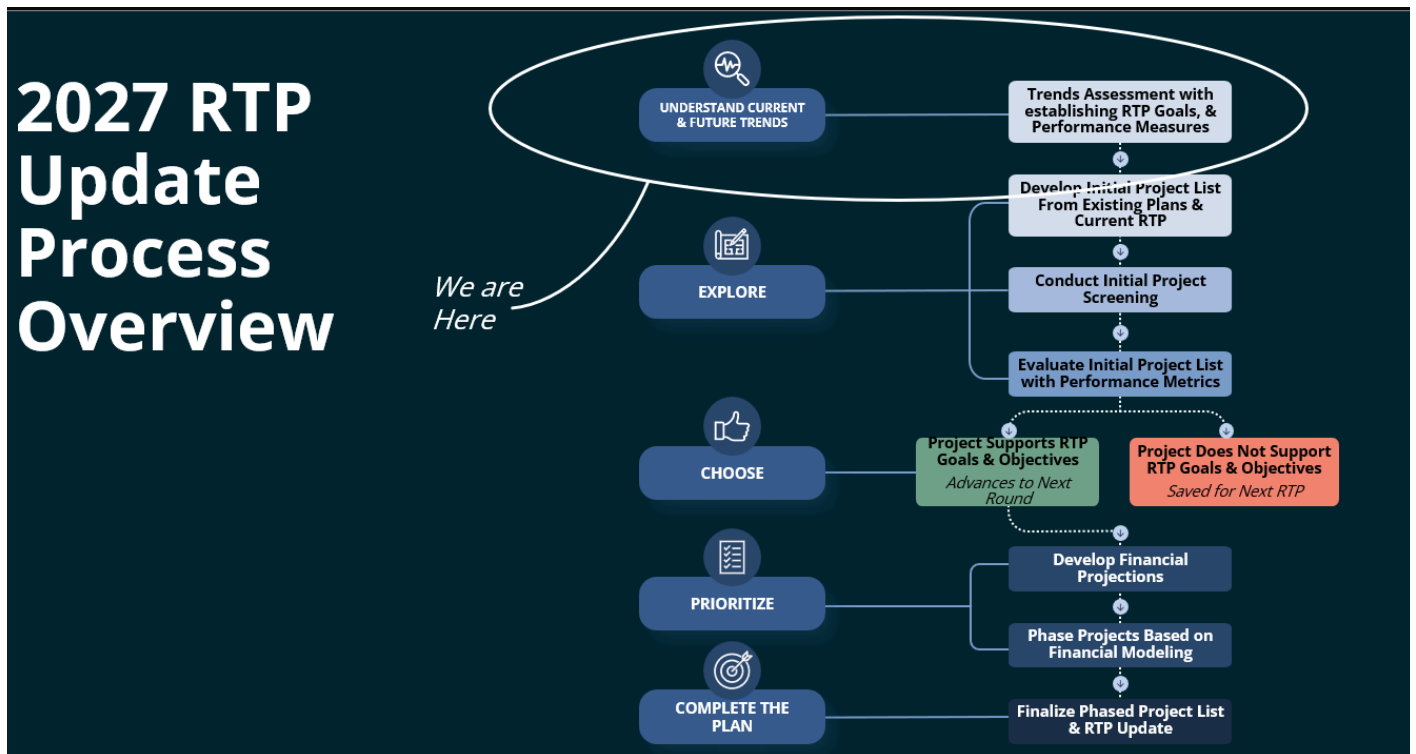 2027 RTP
Update
Process
Overview
We are
Here
UNDERSTAND CURRENT
& FUTURE TRENDS
Trends Assessment with
establishing RTP Goals, &
Performance Measures
Develop Initial Project List
From Existing Plans &
Current RTP
EXPLORE
Conduct Initial Project
Screening
Evaluate Initial Project List
with Performance Metrics
CHOOSE
Project Supports RTP
Goals & Objectives
Advances to Next
Round
Project Does Not Support
RTP Goals & Objectives
Saved for Next RTP
PRIORITIZE
Develop Financial
Projections
Phase Projects Based on
Financial Modeling
COMPLETE THE
PLAN
Finalize Phased Project List
& RTP Update